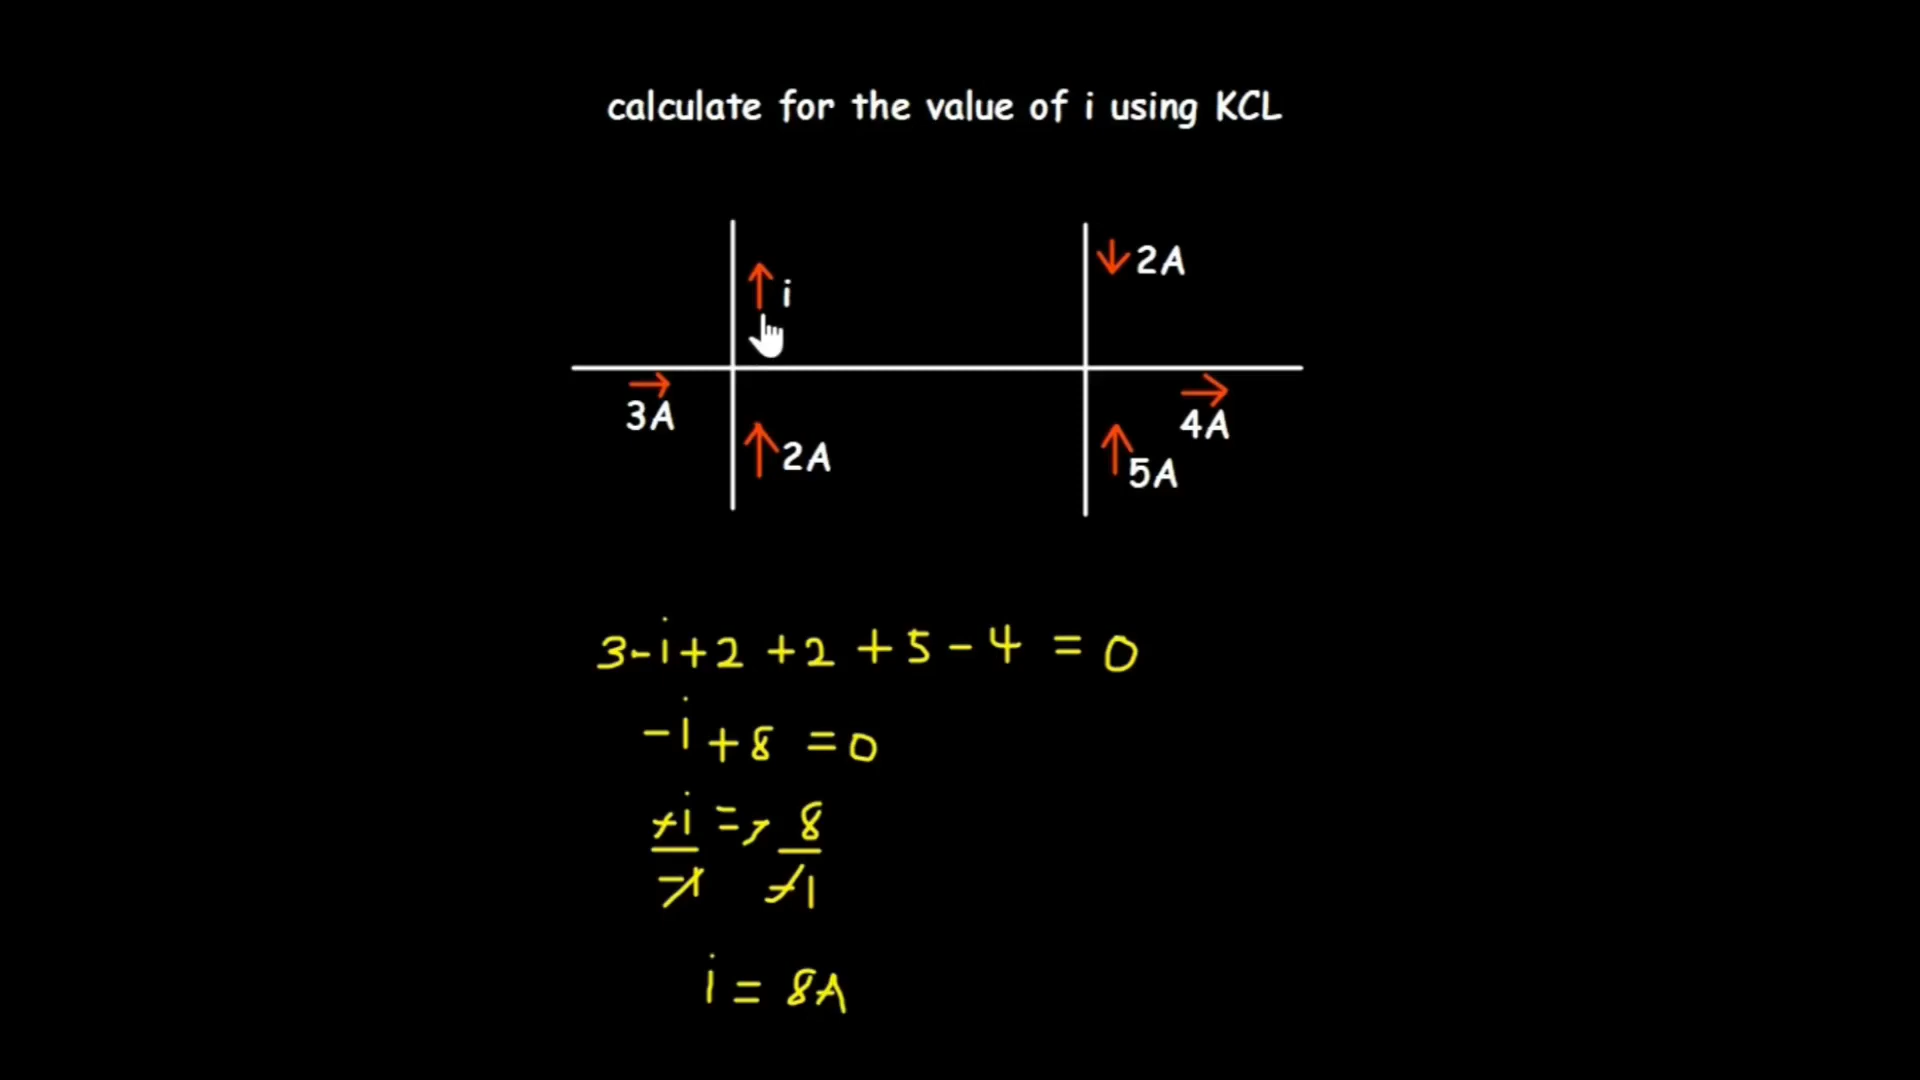 calculate for the value of i using KCL
2A
i
3A
4A
2A
5A
3-i+2+2+5-4=0
-i+8=0
-i=-8
-1 -1
i=8A